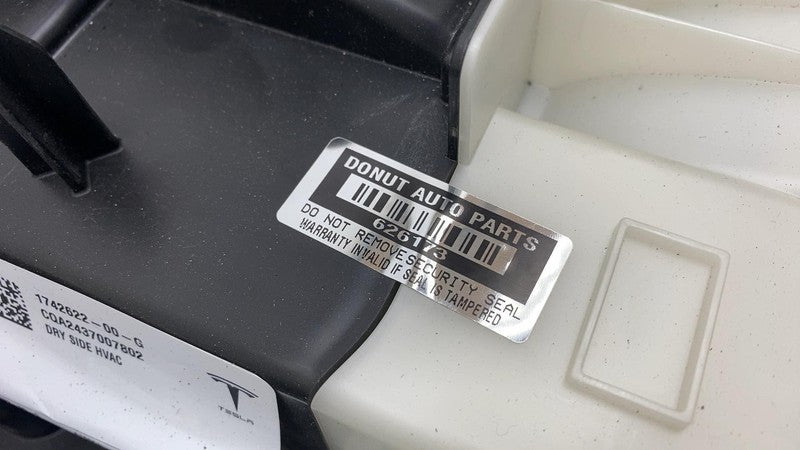 DONUT AUTO PARTS
626173
DO NOT REMOVE SECURITY SEAL
WARRANTY INVALID IF SEAL IS TAMPERED
1742622-00-G
CQA2437007802
DRY SIDE HVAC
TESLA